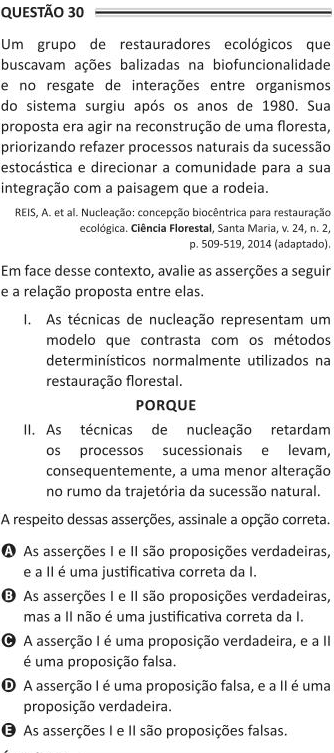 QUESTÃO 30
Um grupo de restauradores ecológicos que
buscavam ações balizadas na biofuncionalidade
e no resgate de interações entre organismos
do sistema surgiu após os anos de 1980. Sua
proposta era agir na reconstrução de uma floresta,
priorizando refazer processos naturais da sucessão
estocástica e direcionar a comunidade para a sua
integração com a paisagem que a rodeia.
REIS, A. et al. Nucleação: concepção biocêntrica para restauração
ecológica. Ciência Florestal, Santa Maria, v. 24, n. 2,
p. 509-519, 2014 (adaptado).
Em face desse contexto, avalie as asserções a seguir
e a relação proposta entre elas.
I. As técnicas de nucleação representam um
modelo que contrasta com os métodos
determinísticos normalmente utilizados na
restauração florestal.
PORQUE
II. As técnicas de nucleação retardam
os processos sucessionais e levam,
consequentemente, a uma menor alteração
no rumo da trajetória da sucessão natural.
A respeito dessas asserções, assinale a opção correta.
A As asserções I e II são proposições verdadeiras,
e a II é uma justificativa correta da I.
B As asserções I e II são proposições verdadeiras,
mas a II não é uma justificativa correta da I.
C A asserção I é uma proposição verdadeira, e a II
é uma proposição falsa.
D A asserção I é uma proposição falsa, e a II é uma
proposição verdadeira.
E As asserções I e II são proposições falsas.